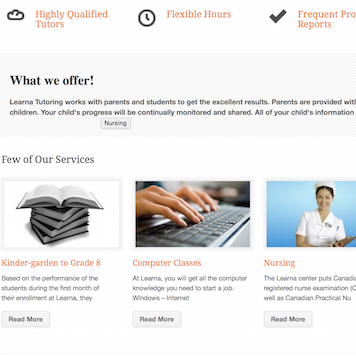 Highly Qualified
Tutors
Flexible Hours
Frequent Pro
Reports
What we offer!
Learna Tutoring works with parents and students to get the excellent results. Parents are provided with
children. Your child's progress will be continually monitored and shared. All of your child's information
Nursing
Few of Our Services
Kinder-garden to Grade 8
Based on the performance of the
students during the first month of
their enrollment at Learna, they
Read More
Computer Classes
At Learna, you will get all the computer
knowledge you need to start a job.
Windows – Internet
Read More
Nursing
The Learna center puts Canadia
registered nurse examination (C
well as Canadian Practical Nu
Read More